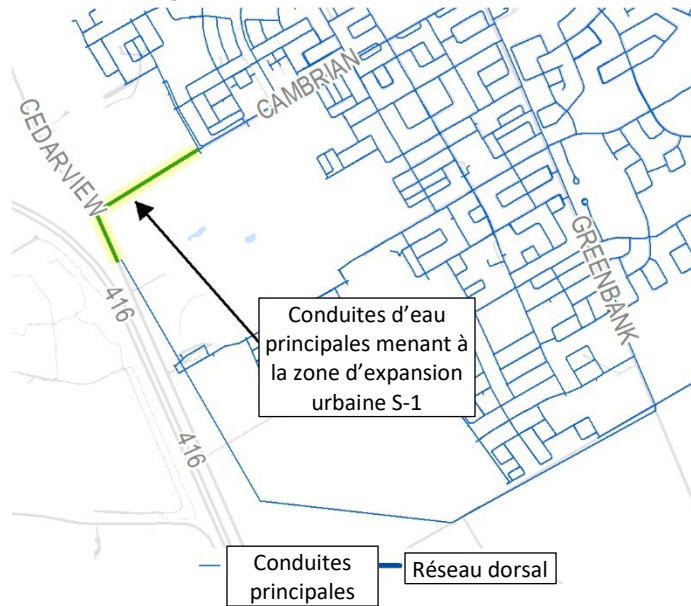 CAMBRIAN
CEDARVIEW
416
GREENBANK
Conduites d’eau
principales menant à
la zone d’expansion
urbaine S-1
416
Conduites
principales
Réseau dorsal